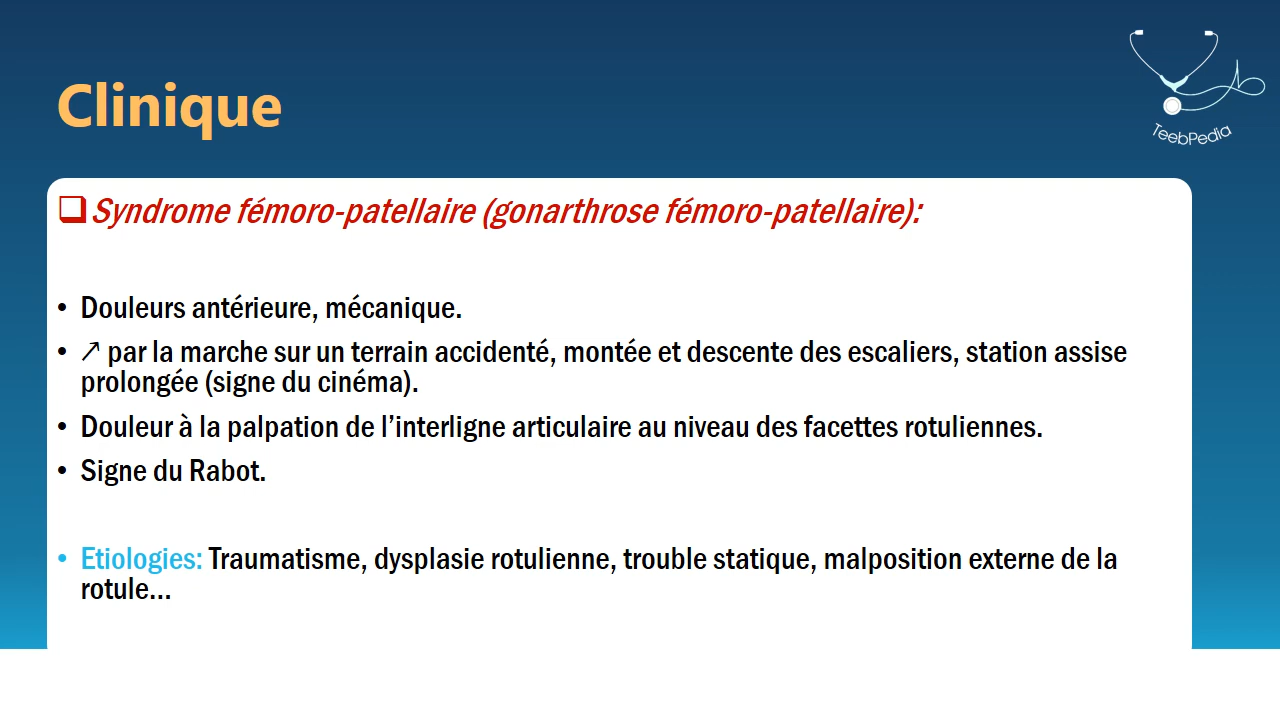 TeebPedia
Clinique
❑ Syndrome fémoro-patellaire (gonarthrose fémoro-patellaire):
• Douleurs antérieure, mécanique.
• ↗ par la marche sur un terrain accidenté, montée et descente des escaliers, station assise
prolongée (signe du cinéma).
• Douleur à la palpation de l’interligne articulaire au niveau des facettes rotuliennes.
• Signe du Rabot.
• Etiologies: Traumatisme, dysplasie rotulienne, trouble statique, malposition externe de la
rotule...